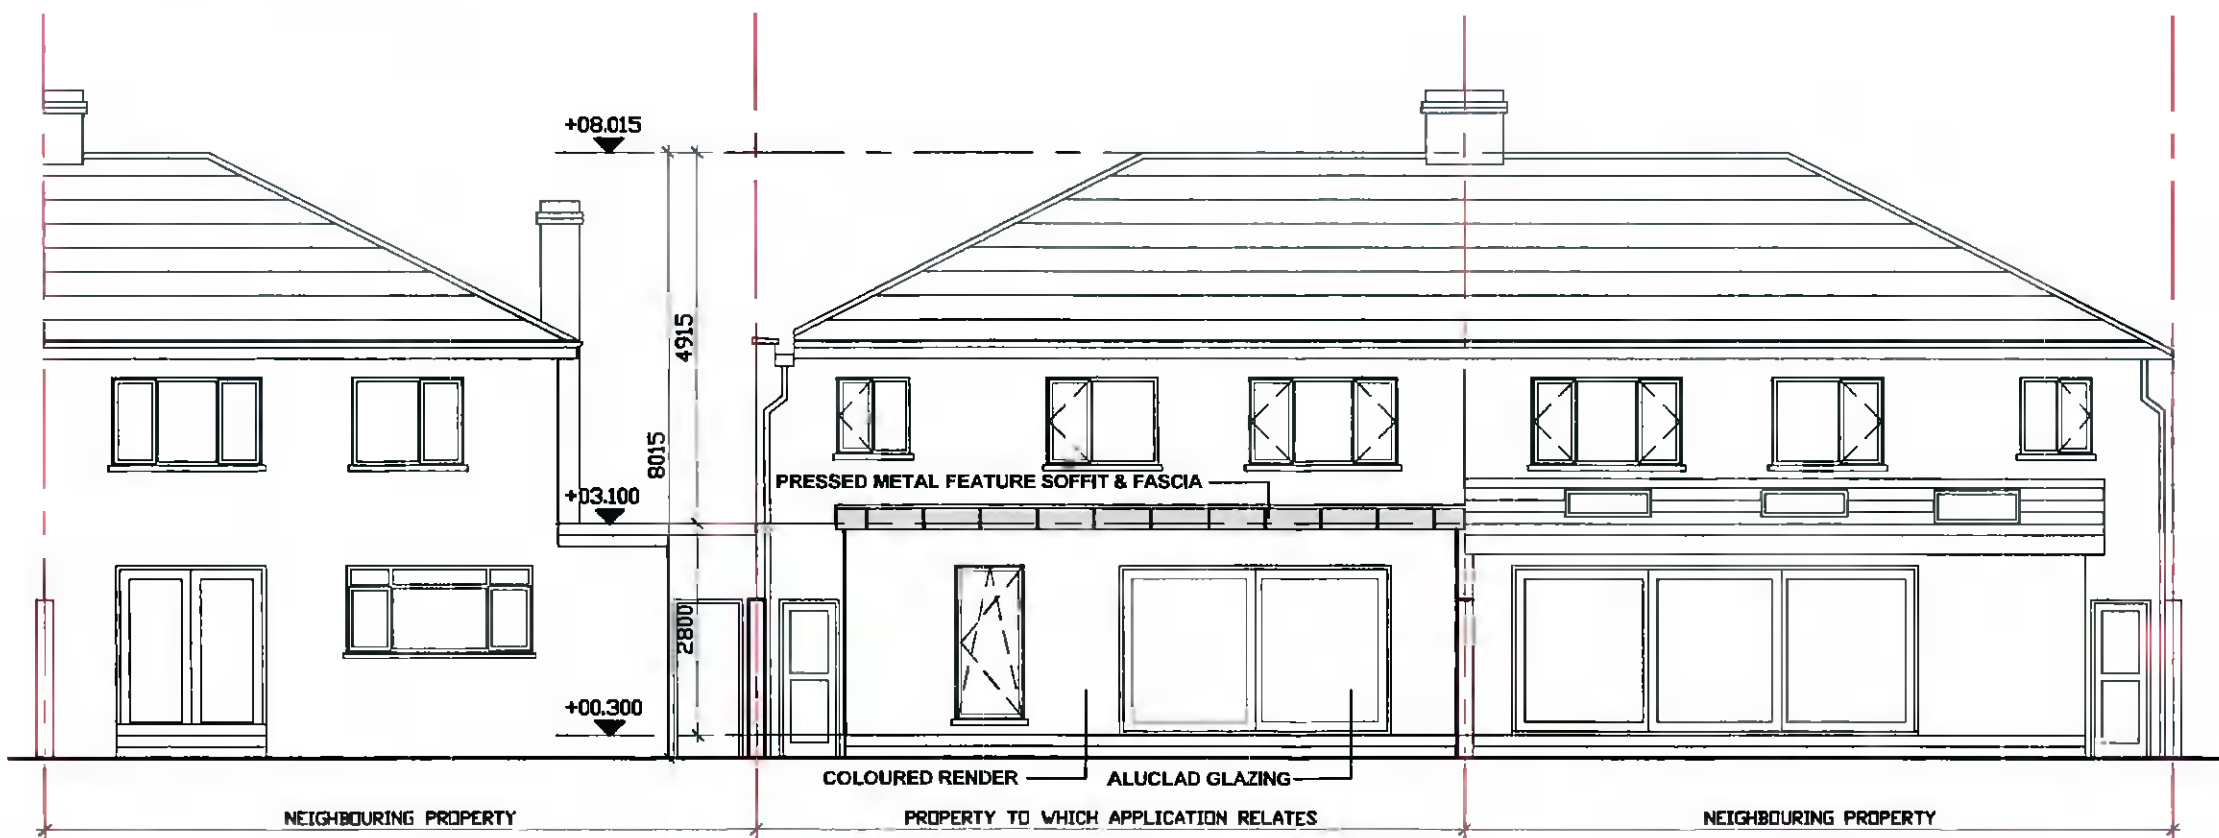 +08.015
4915
8015
PRESSED METAL FEATURE SOFFIT & FASCIA
+03.100
2800
+00.300
COLOURED RENDER
ALUCLAD GLAZING
NEIGHBOURING PROPERTY
PROPERTY TO WHICH APPLICATION RELATES
NEIGHBOURING PROPERTY